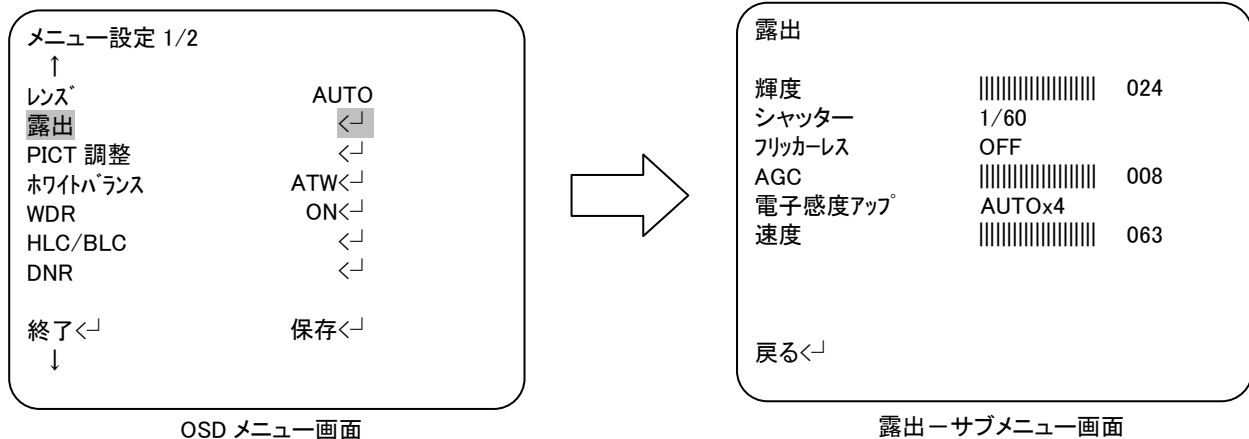 メニュー設定 1/2
↑
レンズ AUTO
露出 <┘
PICT 調整 <┘
ホワイトバランス ATW<┘
WDR ON<┘
HLC/BLC <┘
DNR <┘
終了<┘ 保存<┘
↓
OSD メニュー画面
露出
輝度 |||||||||||||||||||| 024
シャッター 1/60
フリッカーレス OFF
AGC |||||||||||||||||||| 008
電子感度アップ AUTOx4
速度 |||||||||||||||||||| 063
戻る<┘
露出－サブメニュー画面